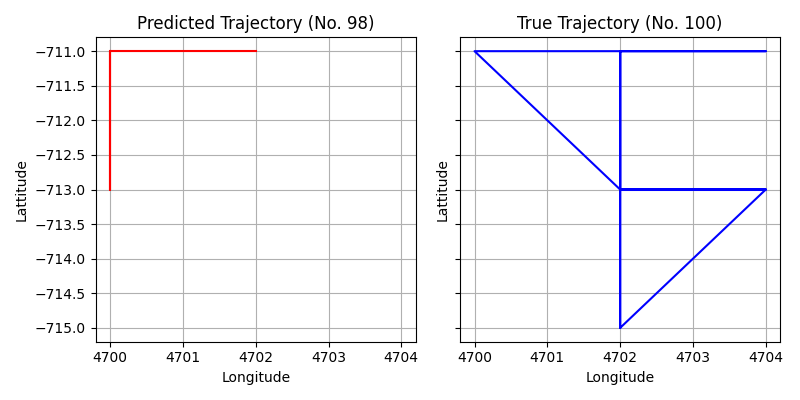 Predicted Trajectory (No. 98)
Lattitude
−711.0
−711.5
−712.0
−712.5
−713.0
−713.5
−714.0
−714.5
−715.0
4700 4701 4702 4703 4704
Longitude
True Trajectory (No. 100)
Lattitude
4700 4701 4702 4703 4704
Longitude